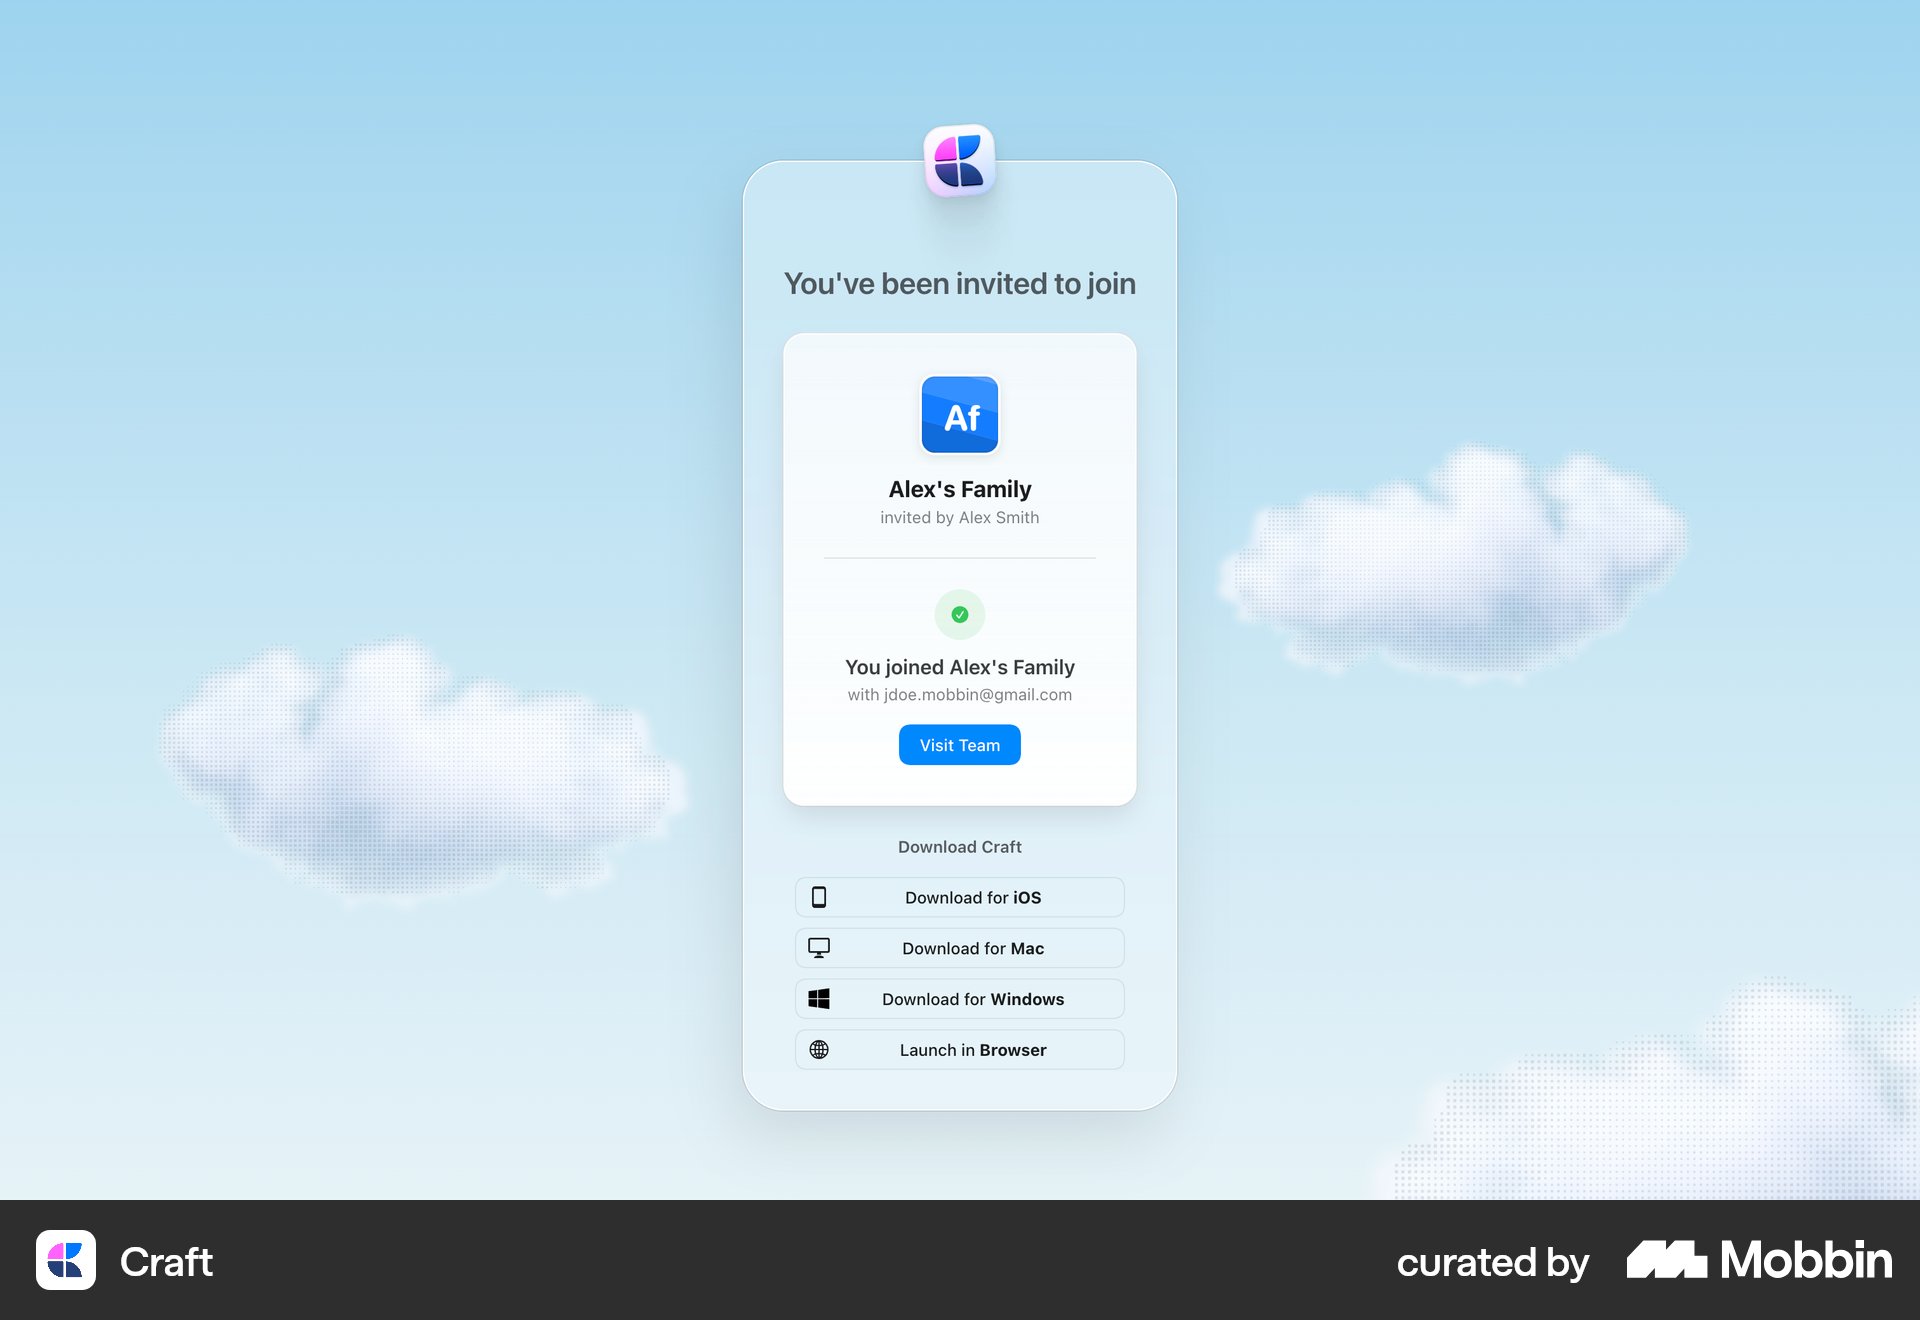 You've been invited to join
Af
Alex's Family
invited by Alex Smith
You joined Alex's Family
with jdoe.mobbin@gmail.com
Visit Team
Download Craft
Download for iOS
Download for Mac
Download for Windows
Launch in Browser
Craft
curated by Mobbin